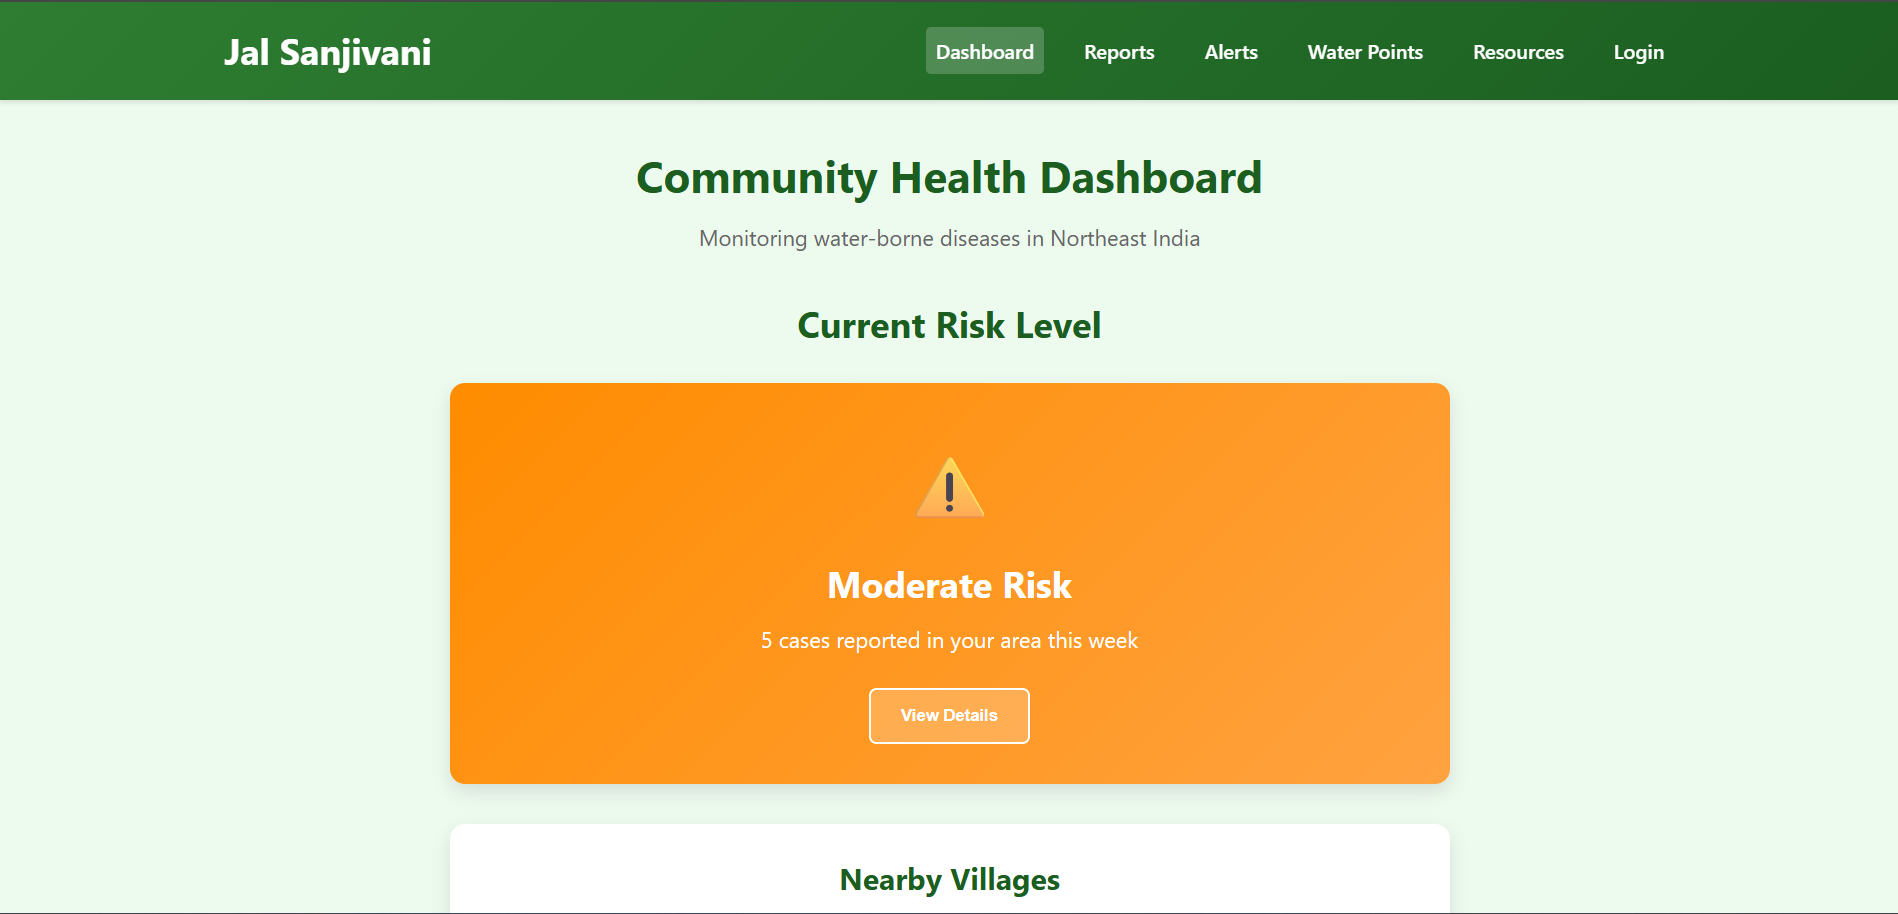 Jal Sanjivani
Dashboard Reports Alerts Water Points Resources Login
Community Health Dashboard
Monitoring water-borne diseases in Northeast India
Current Risk Level
Moderate Risk
5 cases reported in your area this week
View Details
Nearby Villages